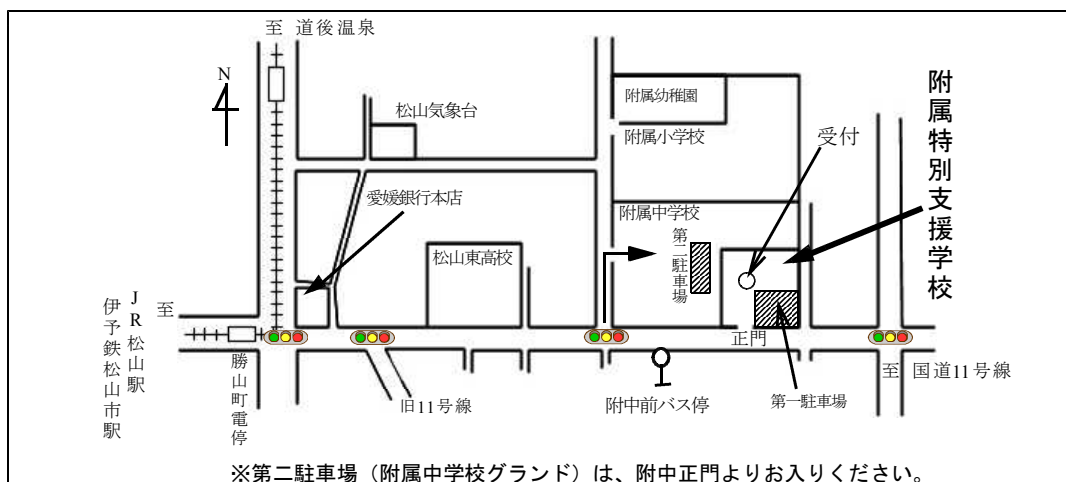 至 道後温泉
N
松山気象台
附属幼稚園
附属小学校
受付
附属特別支援学校
愛媛銀行本店
附属中学校
第二駐車場
松山東高校
至
JR松山駅
伊予鉄松山市駅
勝山町電停
正門
至 国道11号線
旧11号線
附中前バス停
第一駐車場
※第二駐車場（附属中学校グランド）は、附中正門よりお入りください。